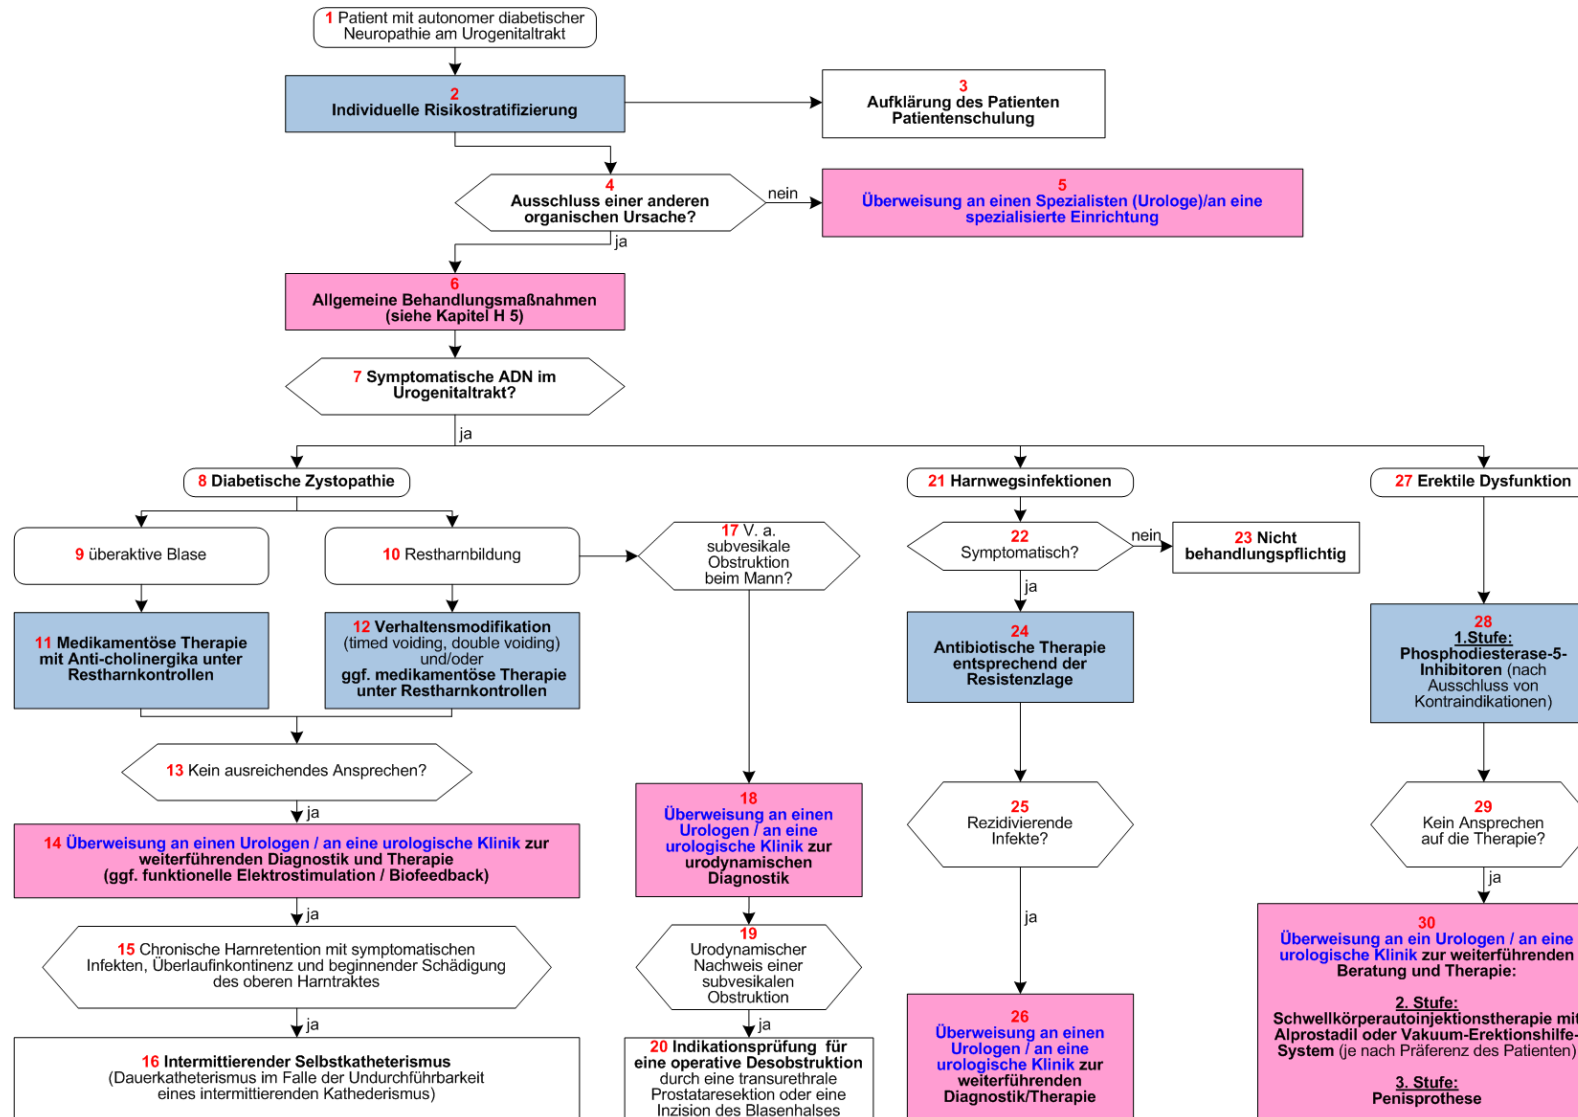 1 Patient mit autonomer diabetischer
Neuropathie am Urogenitaltrakt
2
Individuelle Risikostratifizierung
3
Aufklärung des Patienten
Patientenschulung
4
Ausschluss einer anderen
organischen Ursache?
nein
5
Überweisung an einen Spezialisten (Urologe)/an eine
spezialisierte Einrichtung
ja
6
Allgemeine Behandlungsmaßnahmen
(siehe Kapitel H 5)
7 Symptomatische ADN im
Urogenitaltrakt?
ja
8 Diabetische Zystopathie
9 überaktive Blase
10 Restharnbildung
11 Medikamentöse Therapie
mit Anti-cholinergika unter
Restharnkontrollen
12 Verhaltensmodifikation
(timed voiding, double voiding)
und/oder
ggf. medikamentöse Therapie
unter Restharnkontrollen
13 Kein ausreichendes Ansprechen?
ja
14 Überweisung an einen Urologen / an eine urologische Klinik zur
weiterführenden Diagnostik und Therapie
(ggf. funktionelle Elektrostimulation / Biofeedback)
ja
15 Chronische Harnretention mit symptomatischen
Infekten, Überlaufinkontinenz und beginnender Schädigung
des oberen Harntraktes
ja
16 Intermittierender Selbstkatheterismus
(Dauerkatheterismus im Falle der Undurchführbarkeit
eines intermittierenden Kathederismus)
17 V. a.
subvesikale
Obstruktion
beim Mann?
18
Überweisung an einen
Urologen / an eine
urologische Klinik zur
urodynamischen
Diagnostik
19
Urodynamischer
Nachweis einer
subvesikalen
Obstruktion
ja
20 Indikationsprüfung für
eine operative Desobstruktion
durch eine transurethrale
Prostataresektion oder eine
Inzision des Blasenhalses
21 Harnwegsinfektionen
22
Symptomatisch?
nein
23 Nicht
behandlungspflichtig
ja
24
Antibiotische Therapie
entsprechend der
Resistenzlage
25
Rezidivierende
Infekte?
ja
26
Überweisung an einen
Urologen / an eine
urologische Klinik zur
weiterführenden
Diagnostik/Therapie
27 Erektile Dysfunktion
28
1.Stufe:
Phosphodiesterase-5-
Inhibitoren (nach
Ausschluss von
Kontraindikationen)
29
Kein Ansprechen
auf die Therapie?
ja
30
Überweisung an ein Urologen / an eine
urologische Klinik zur weiterführenden
Beratung und Therapie:
2. Stufe:
Schwellkörperautoinjektionstherapie mit
Alprostadil oder Vakuum-Erektionshilfe-
System (je nach Präferenz des Patienten)
3. Stufe:
Penisprothese